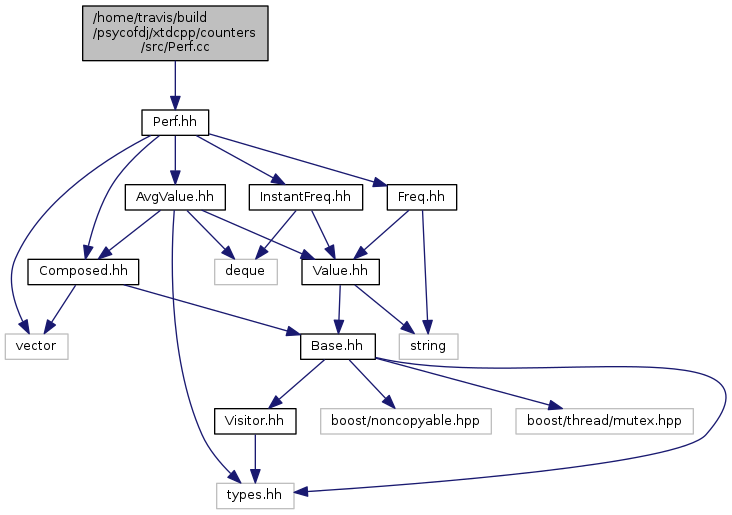 /home/travis/build
/psycofdj/xtdcpp/counters
/src/Perf.cc
Perf.hh
AvgValue.hh
InstantFreq.hh
Freq.hh
Composed.hh
deque
Value.hh
vector
Base.hh
string
Visitor.hh
boost/noncopyable.hpp
boost/thread/mutex.hpp
types.hh